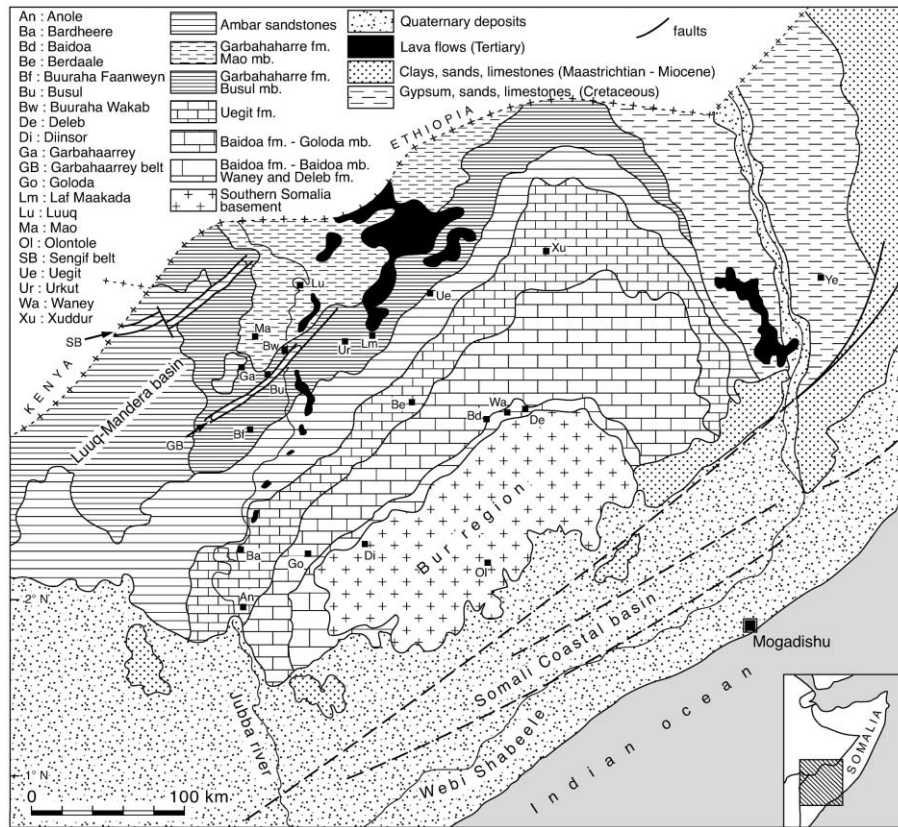 An : Anole
Ba : Bardheere
Bd : Baidoa
Be : Berdaale
Bf : Buuraha Faanweyn
Bu : Busul
Bw : Buuraha Wakab
De : Deleb
Di : Diinsor
Ga : Garbahaarrey
GB : Garbahaarrey belt
Go : Goloda
Lm : Laf Maakada
Lu : Luuq
Ma : Mao
Ol : Olontole
SB : Sengif belt
Ue : Uegit
Ur : Urkut
Wa : Waney
Xu : Xuddur
Ambar sandstones
Garbahaharre fm.
Mao mb.
Garbahaharre fm.
Busul mb.
Uegit fm.
Baidoa fm. - Goloda mb.
Baidoa fm. - Baidoa mb.
Waney and Deleb fm.
Southern Somalia
basement
Quaternary deposits
Lava flows (Tertiary)
Clays, sands, limestones (Maastrichtian - Miocene)
Gypsum, sands, limestones, (Cretaceous)
faults
ETHIOPIA
KENYA
Xu
Ye
Lu
Ue
SB
Ma
Bw
Ur
Lm
Ga
Bu
Luuq-Mandera basin
GB
Bf
Be
Bd
Wa
De
Bur region
Ba
Go
Di
Ol
An
2° N
Mogadishu
Somali Coastal basin
Jubba river
Webi Shabeele
Indian ocean
1° N
0
100 km
SOMALIA